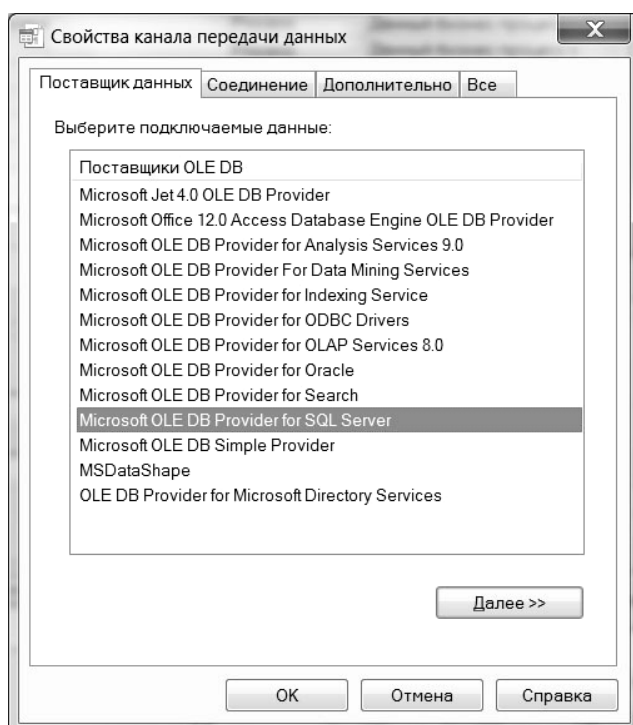 Свойства канала передачи данных
X
Поставщик данных Соединение Дополнительно Все
Выберите подключаемые данные:
Поставщики OLE DB
Microsoft Jet 4.0 OLE DB Provider
Microsoft Office 12.0 Access Database Engine OLE DB Provider
Microsoft OLE DB Provider for Analysis Services 9.0
Microsoft OLE DB Provider For Data Mining Services
Microsoft OLE DB Provider for Indexing Service
Microsoft OLE DB Provider for ODBC Drivers
Microsoft OLE DB Provider for OLAP Services 8.0
Microsoft OLE DB Provider for Oracle
Microsoft OLE DB Provider for Search
Microsoft OLE DB Provider for SQL Server
Microsoft OLE DB Simple Provider
MSDataShape
OLE DB Provider for Microsoft Directory Services
Далее >>
OK Отмена Справка